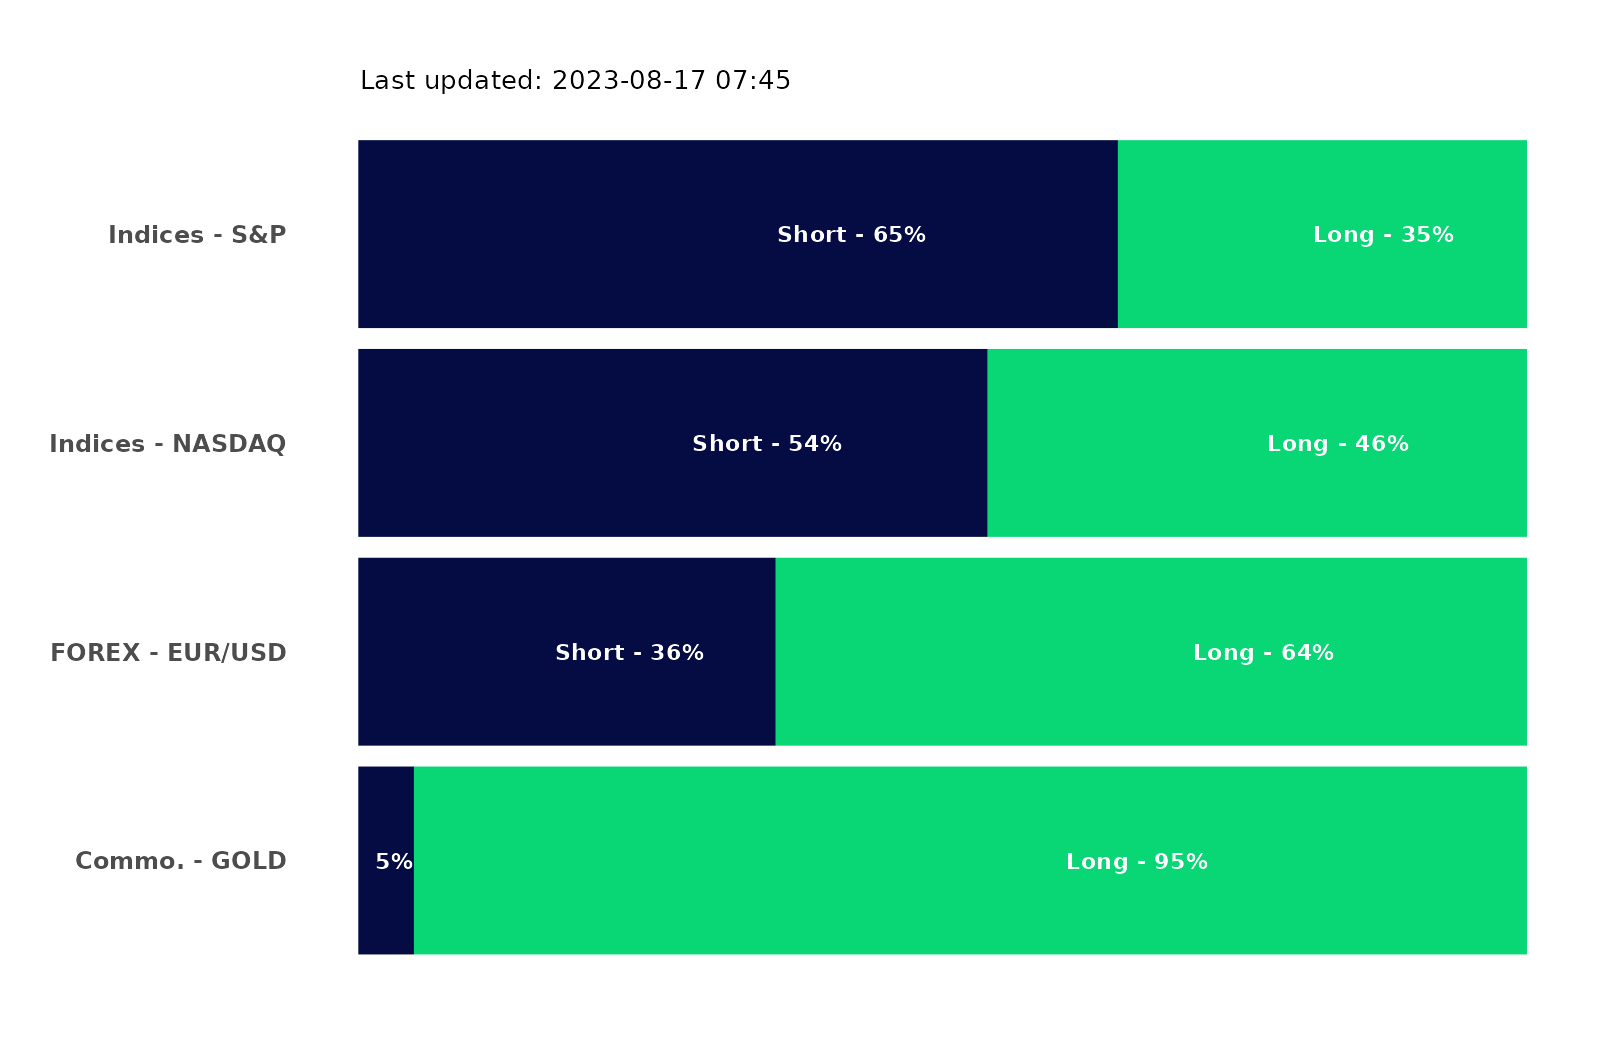 Last updated: 2023-08-17 07:45
Indices - S&P
Short - 65%
Long - 35%
Indices - NASDAQ
Short - 54%
Long - 46%
FOREX - EUR/USD
Short - 36%
Long - 64%
Commo. - GOLD
5%
Long - 95%